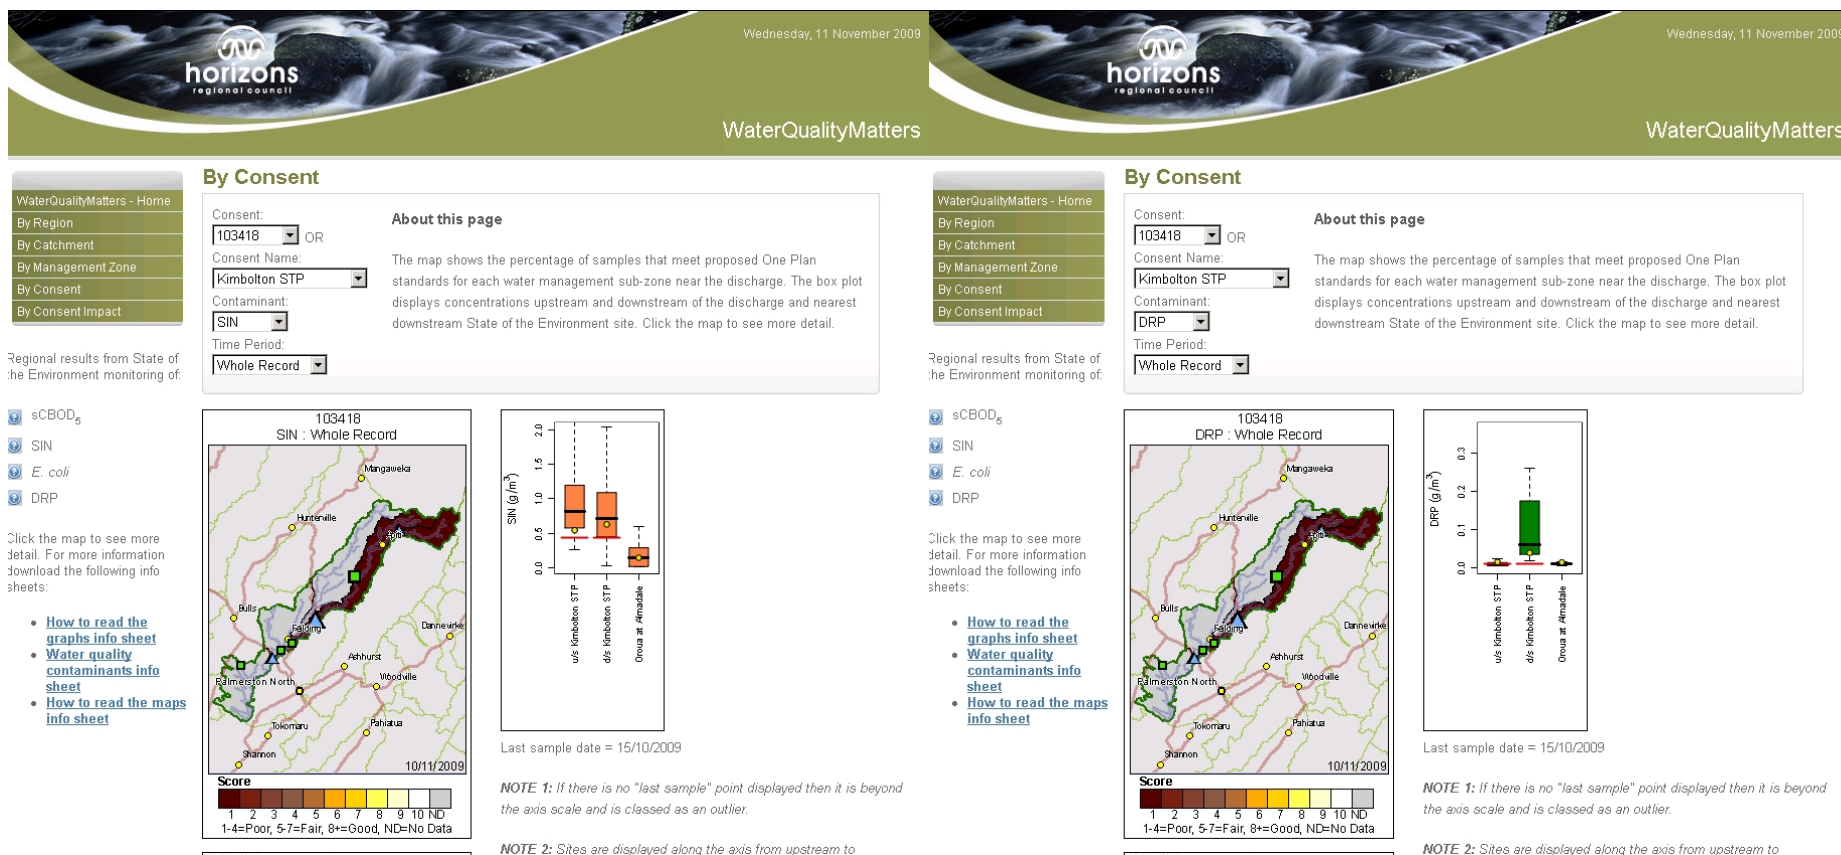 horizons
regional council
Wednesday, 11 November 2009
WaterQualityMatters
WaterQualityMatters - Home
By Region
By Catchment
By Management Zone
By Consent
By Consent Impact
Regional results from State of
the Environment monitoring of:
sCBOD5
SIN
E. coli
DRP
Click the map to see more
detail. For more information
download the following info
sheets:
How to read the
graphs info sheet
Water quality
contaminants info
sheet
How to read the maps
info sheet
By Consent
Consent:
103418 OR
Consent Name:
Kimbolton STP
Contaminant:
SIN
Time Period:
Whole Record
About this page
The map shows the percentage of samples that meet proposed One Plan
standards for each water management sub-zone near the discharge. The box plot
displays concentrations upstream and downstream of the discharge and nearest
downstream State of the Environment site. Click the map to see more detail.
103418
SIN : Whole Record
Mangaweka
Hunterville
Apiti
Bulls
Feilding
Dannevirke
Ashhurst
Palmerston North
Woodville
Tokomaru
Pahiatua
Shannon
10/11/2009
Score
1 2 3 4 5 6 7 8 9 10 ND
1-4=Poor, 5-7=Fair, 8+=Good, ND=No Data
SIN (g/m3)
2.0
1.5
1.0
0.5
0.0
u/s Kimbolton STP
d/s Kimbolton STP
Oroua at Almadale
Last sample date = 15/10/2009
NOTE 1: If there is no "last sample" point displayed then it is beyond
the axis scale and is classed as an outlier.
NOTE 2: Sites are displayed along the axis from upstream to
horizons
regional council
Wednesday, 11 November 2009
WaterQualityMatters
WaterQualityMatters - Home
By Region
By Catchment
By Management Zone
By Consent
By Consent Impact
Regional results from State of
the Environment monitoring of:
sCBOD5
SIN
E. coli
DRP
Click the map to see more
detail. For more information
download the following info
sheets:
How to read the
graphs info sheet
Water quality
contaminants info
sheet
How to read the maps
info sheet
By Consent
Consent:
103418 OR
Consent Name:
Kimbolton STP
Contaminant:
DRP
Time Period:
Whole Record
About this page
The map shows the percentage of samples that meet proposed One Plan
standards for each water management sub-zone near the discharge. The box plot
displays concentrations upstream and downstream of the discharge and nearest
downstream State of the Environment site. Click the map to see more detail.
103418
DRP : Whole Record
Mangaweka
Hunterville
Apiti
Bulls
Feilding
Dannevirke
Ashhurst
Palmerston North
Woodville
Tokomaru
Pahiatua
Shannon
10/11/2009
Score
1 2 3 4 5 6 7 8 9 10 ND
1-4=Poor, 5-7=Fair, 8+=Good, ND=No Data
DRP (g/m3)
0.3
0.2
0.1
0.0
u/s Kimbolton STP
d/s Kimbolton STP
Oroua at Almadale
Last sample date = 15/10/2009
NOTE 1: If there is no "last sample" point displayed then it is beyond
the axis scale and is classed as an outlier.
NOTE 2: Sites are displayed along the axis from upstream to